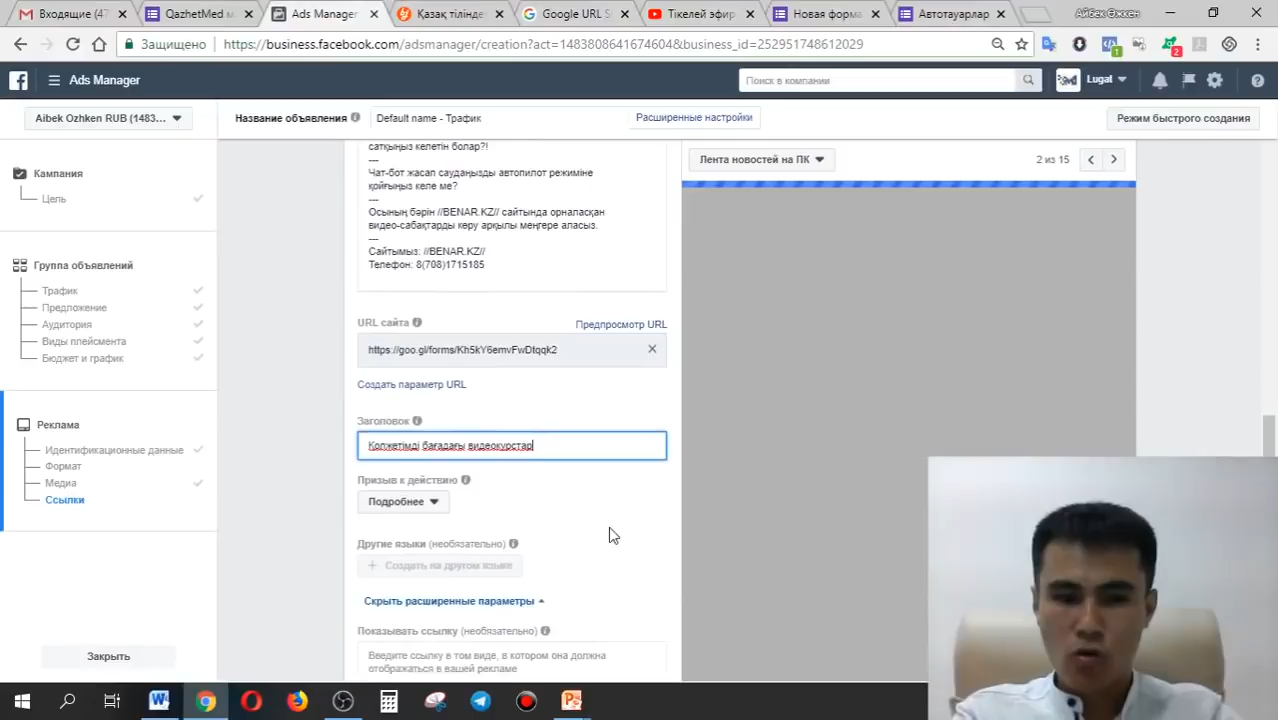 Входящие (47
QazhetMed м
Ads Manager
Қазақ тілінде
Google URL S
Тікелей эфир
Новая форма
Автотауарлар
Айбек Өжкен
Защищено
https://business.facebook.com/adsmanager/creation?act=1483808641674604&business_id=252951748612029
Ads Manager
Поиск в компании
Lugat
Aibek Ozhken RUB (1483...
Название объявления
Default name - Трафик
Расширенные настройки
Режим быстрого создания
Кампания
Цель
Группа объявлений
Трафик
Предложение
Аудитория
Виды плейсмента
Бюджет и график
Реклама
Идентификационные данные
Формат
Медиа
Ссылки
Закрыть
сатқыңыз келетін болар?!
---
Чат-бот жасап саудаңызды автопилот режиміне
қойғыңыз келе ме?
---
Осының бәрін //BENAR.KZ// сайтында орналасқан
видео-сабақтарды көру арқылы меңгере аласыз.
---
Сайтымыз: //BENAR.KZ//
Телефон: 8(708)1715185
URL сайта
Предпросмотр URL
https://goo.gl/forms/Kh5kY6emvFwDtqqk2
Создать параметр URL
Заголовок
Қолжетімді бағадағы видеокурстар
Призыв к действию
Подробнее
Другие языки (необязательно)
+ Создать на другом языке
Скрыть расширенные параметры
Показывать ссылку (необязательно)
Введите ссылку в том виде, в котором она должна
отображаться в вашей рекламе
Лента новостей на ПК
2 из 15